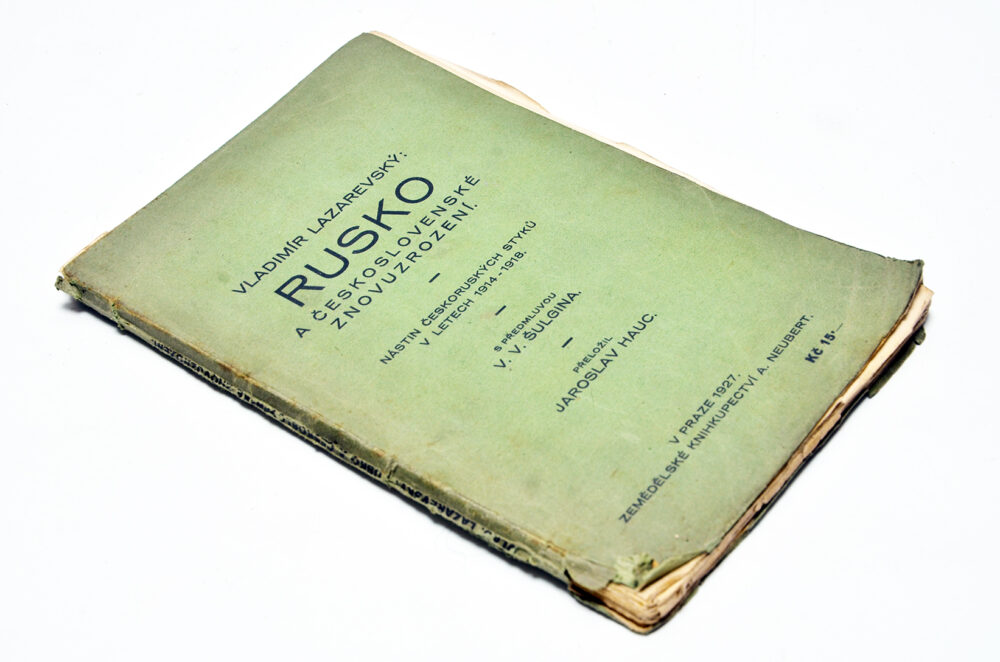 VLADIMÍR LAZAREVSKÝ:
RUSKO
A ČESKOSLOVENSKÉ
ZNOVUZROZENÍ.
NÁSTIN ČESKORUSKÝCH STYKŮ
V LETECH 1914-1918.
S PŘEDMLUVOU
V. V. ŠULGINA.
PŘELOŽIL
JAROSLAV HAUC.
V PRAZE 1927.
ZEMĚDĚLSKÉ KNIHKUPECTVÍ A. NEUBERT.
Kč 15·—
LAZAREVSKÝ: